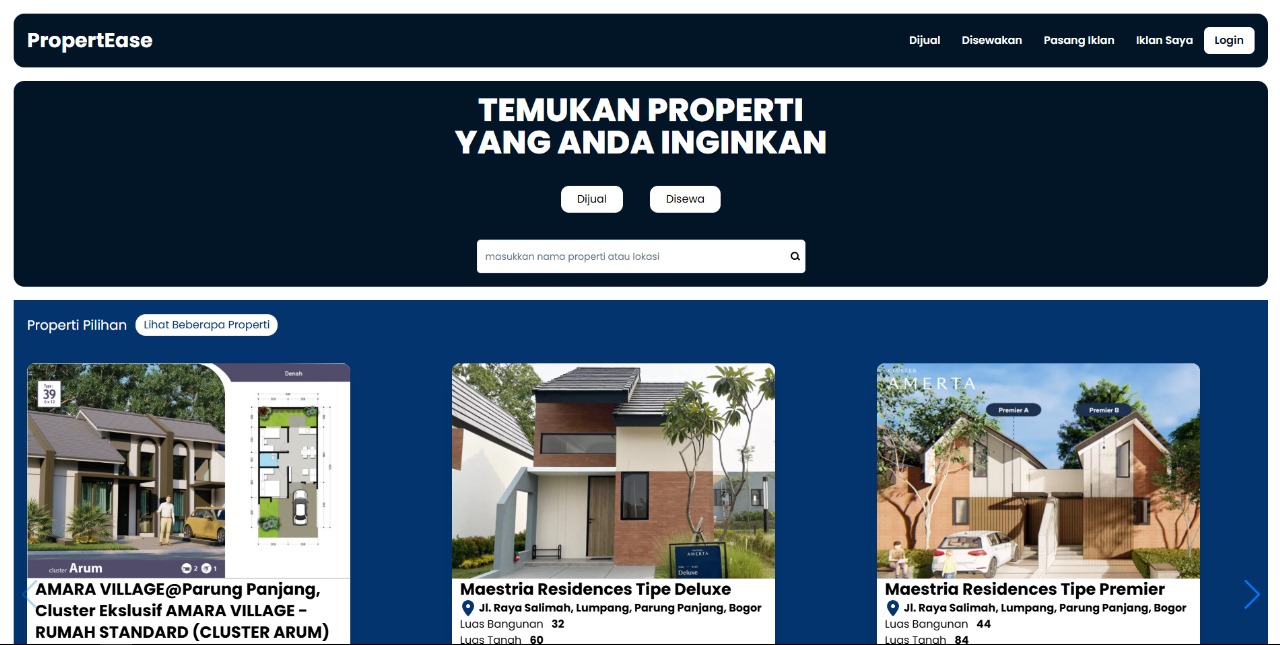 PropertEase
Dijual
Disewakan
Pasang Iklan
Iklan Saya
Login
TEMUKAN PROPERTI
YANG ANDA INGINKAN
Dijual
Disewa
masukkan nama properti atau lokasi
Properti Pilihan
Lihat Beberapa Properti
Type:
39
Denah
cluster Arum
2
1
AMARA VILLAGE@Parung Panjang,
Cluster Ekslusif AMARA VILLAGE -
RUMAH STANDARD (CLUSTER ARUM)
AMERTA
Deluxe
Maestria Residences Tipe Deluxe
Jl. Raya Salimah, Lumpang, Parung Panjang, Bogor
Luas Bangunan 32
Luas Tanah 60
CLUSTER
AMERTA
Premier A
Premier B
Maestria Residences Tipe Premier
Jl. Raya Salimah, Lumpang, Parung Panjang, Bogor
Luas Bangunan 44
Luas Tanah 84